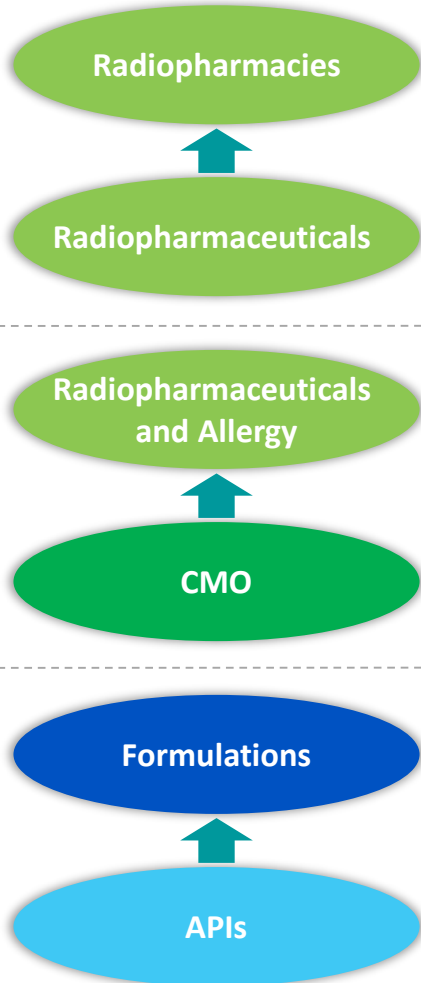 Radiopharmacies
Radiopharmaceuticals
Radiopharmaceuticals
and Allergy
CMO
Formulations
APIs